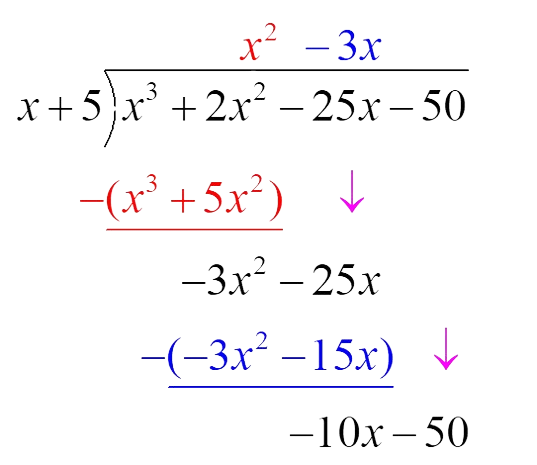 x² −3x
x+5)x³ +2x² −25x−50
−(x³ +5x²) ↓
−3x² −25x
−(−3x² −15x) ↓
−10x−50